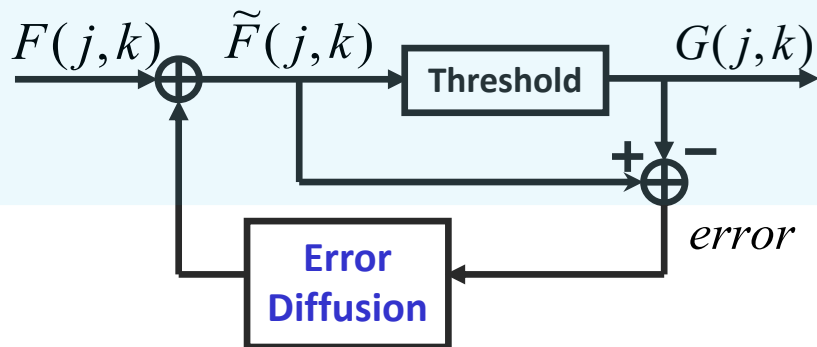 F(j,k)
F̃(j,k)
Threshold
G(j,k)
+
−
error
Error
Diffusion